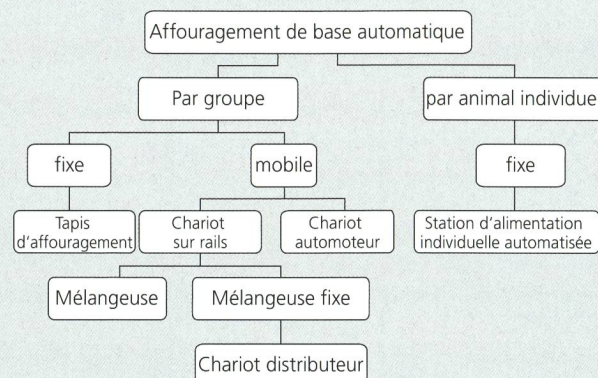 Affouragement de base automatique
Par groupe
par animal individue
fixe
mobile
fixe
Tapis
d'affouragement
Chariot
sur rails
Chariot
automoteur
Station d'alimentation
individuelle automatisée
Mélangeuse
Mélangeuse fixe
Chariot distributeur